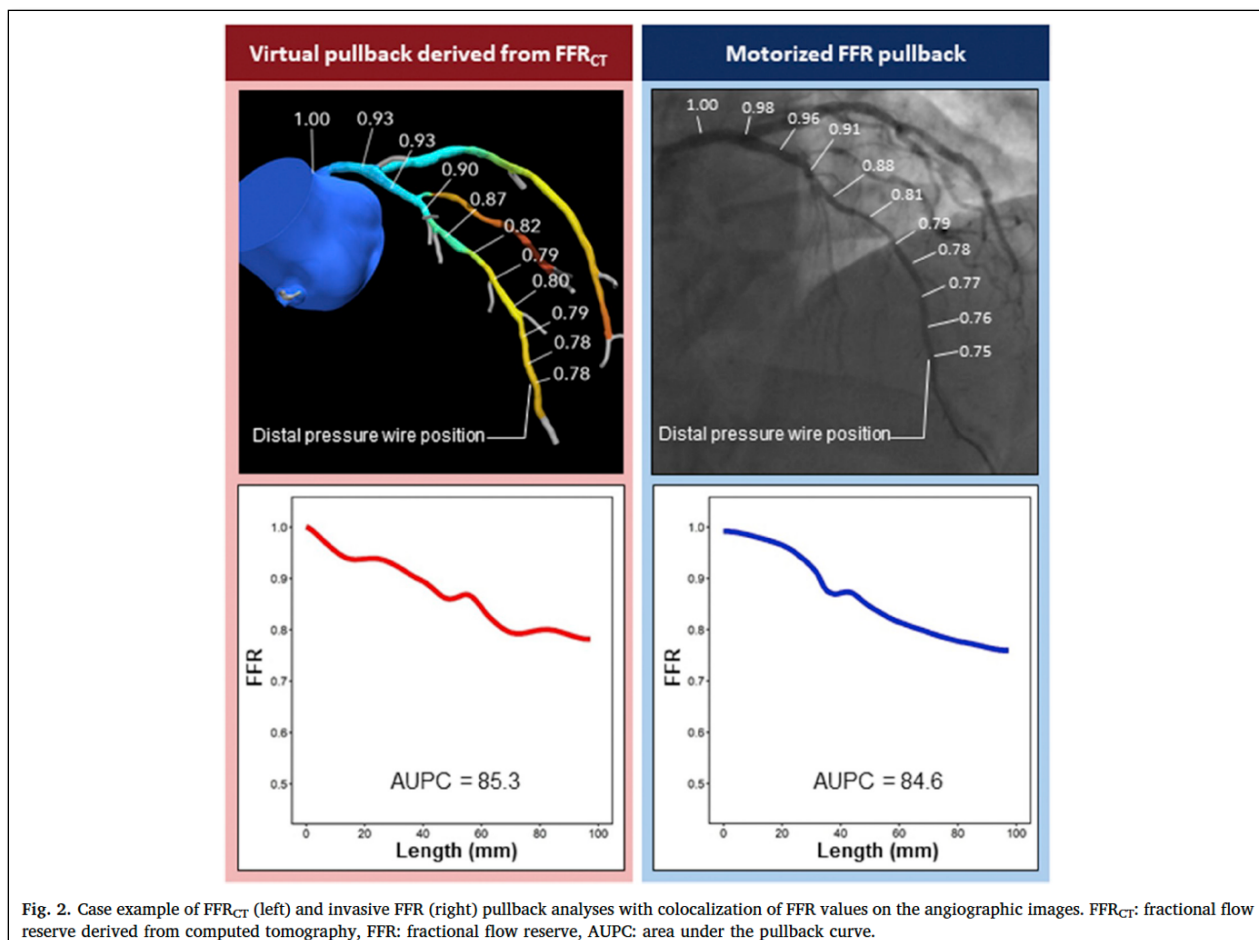 Virtual pullback derived from FFRCT
Motorized FFR pullback
1.00
0.93
0.93
0.90
0.87
0.82
0.79
0.80
0.79
0.78
0.78
Distal pressure wire position
1.00
0.98
0.96
0.91
0.88
0.81
0.79
0.78
0.77
0.76
0.75
Distal pressure wire position
FFR
1.0
0.9
0.8
0.7
0.6
0.5
AUPC = 85.3
0 20 40 60 80 100
Length (mm)
FFR
1.0
0.9
0.8
0.7
0.6
0.5
AUPC = 84.6
0 20 40 60 80 100
Length (mm)
Fig. 2. Case example of FFRCT (left) and invasive FFR (right) pullback analyses with colocalization of FFR values on the angiographic images. FFRCT: fractional flow
reserve derived from computed tomography, FFR: fractional flow reserve, AUPC: area under the pullback curve.